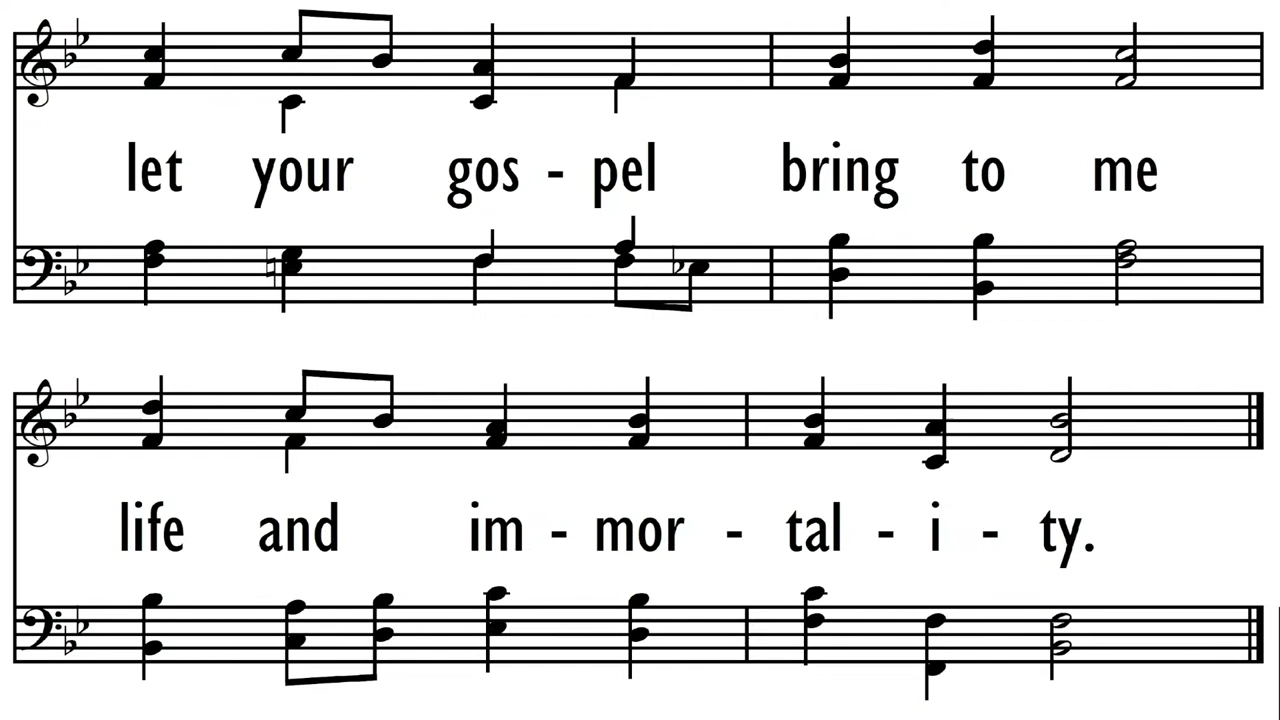 let your gos - pel bring to me
life and im - mor - tal - i - ty.